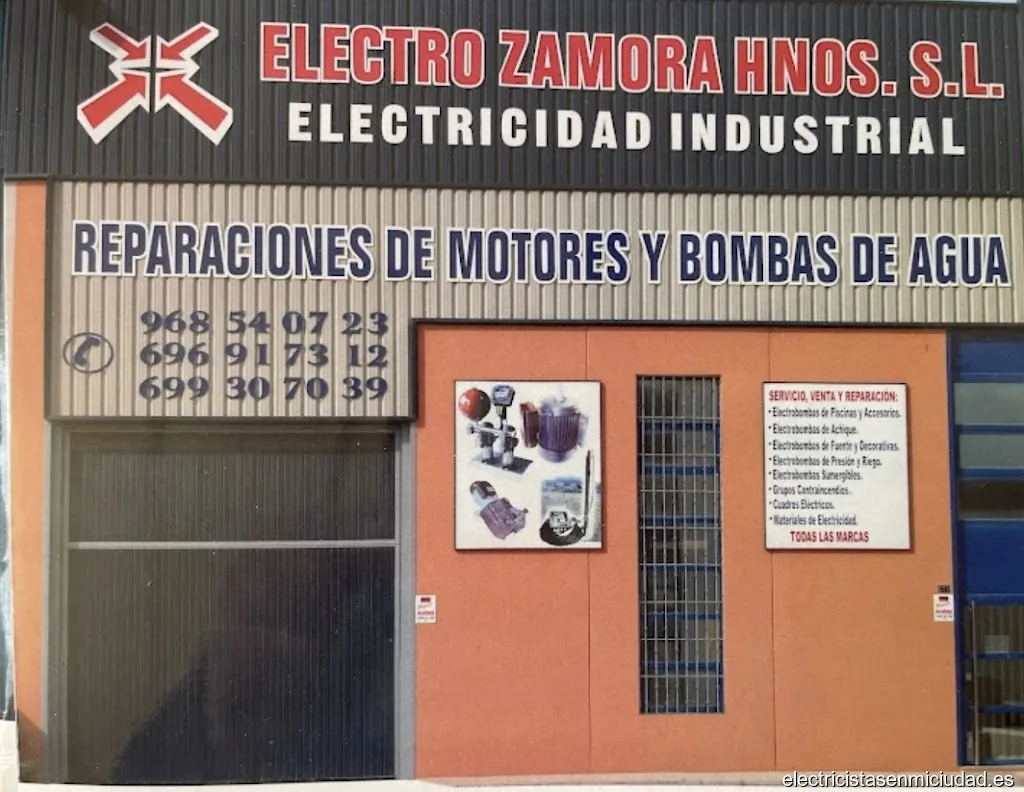 ELECTRO ZAMORA HNOS. S.L.
ELECTRICIDAD INDUSTRIAL
REPARACIONES DE MOTORES Y BOMBAS DE AGUA
968 54 07 23
696 91 73 12
699 30 70 39
SERVICIO, VENTA Y REPARACIÓN:
• Electrobombas de Piscinas y Accesorios.
• Electrobombas de Achique.
• Electrobombas de Fuente y Decorativas.
• Electrobombas de Presión y Riego.
• Electrobombas Sumergibles.
• Grupos Contraincendios.
• Cuadros Eléctricos.
• Materiales de Electricidad.
TODAS LAS MARCAS
electricistasenmiciudad.es